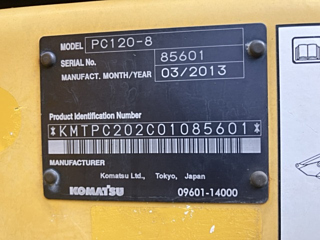 MODEL PC120-8
SERIAL No. 85601
MANUFACT. MONTH/YEAR 03/2013
Product Identification Number
*KMTPC202C01085601*
MANUFACTURER
Komatsu Ltd., Tokyo, Japan
KOMATSU 09601-14000